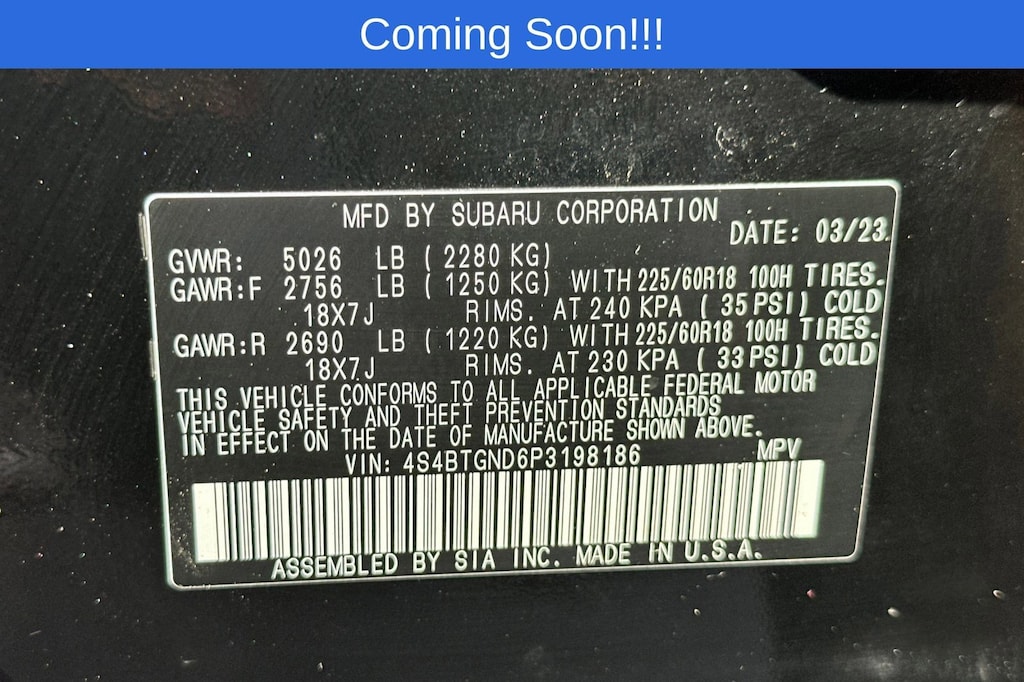 Coming Soon!!!
MFD BY SUBARU CORPORATION
DATE: 03/23
GVWR: 5026 LB ( 2280 KG)
GAWR:F 2756 LB ( 1250 KG) WITH 225/60R18 100H TIRES.
18X7J RIMS. AT 240 KPA ( 35 PSI) COLD
GAWR:R 2690 LB ( 1220 KG) WITH 225/60R18 100H TIRES.
18X7J RIMS. AT 230 KPA ( 33 PSI) COLD
THIS VEHICLE CONFORMS TO ALL APPLICABLE FEDERAL MOTOR
VEHICLE SAFETY AND THEFT PREVENTION STANDARDS
IN EFFECT ON THE DATE OF MANUFACTURE SHOWN ABOVE.
VIN: 4S4BTGND6P3198186 MPV
ASSEMBLED BY SIA INC. MADE IN U.S.A.